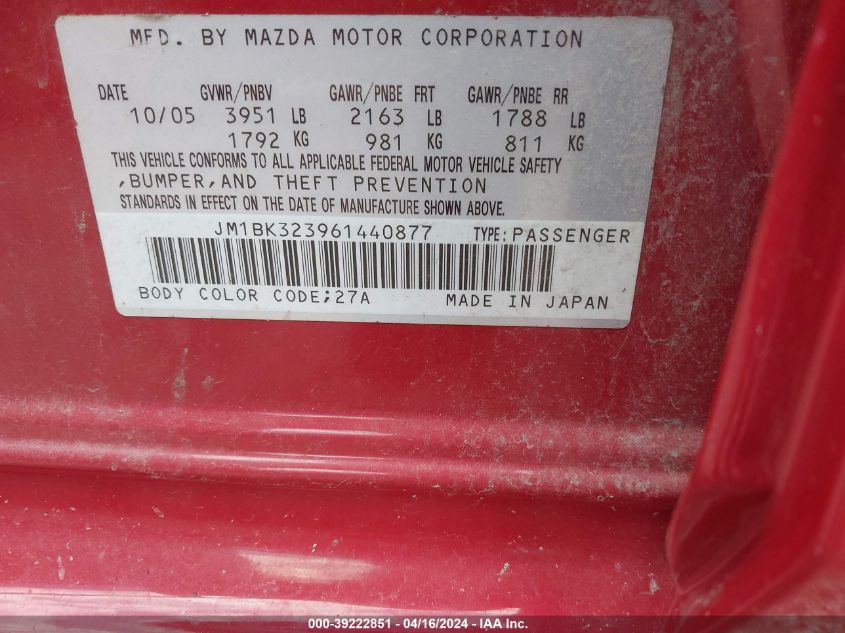 MFD. BY MAZDA MOTOR CORPORATION
DATE GVWR/PNBV GAWR/PNBE FRT GAWR/PNBE RR
10/05 3951 LB 2163 LB 1788 LB
1792 KG 981 KG 811 KG
THIS VEHICLE CONFORMS TO ALL APPLICABLE FEDERAL MOTOR VEHICLE SAFETY
,BUMPER,AND THEFT PREVENTION
STANDARDS IN EFFECT ON THE DATE OF MANUFACTURE SHOWN ABOVE.
JM1BK323961440877 TYPE:PASSENGER
BODY COLOR CODE;27A MADE IN JAPAN
000-39222851 - 04/16/2024 - IAA Inc.